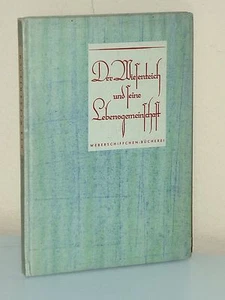 Der Wiesenteich
und seine
Lebensgemeinschaft
WEBERSCHIFFCHEN-BÜCHEREI